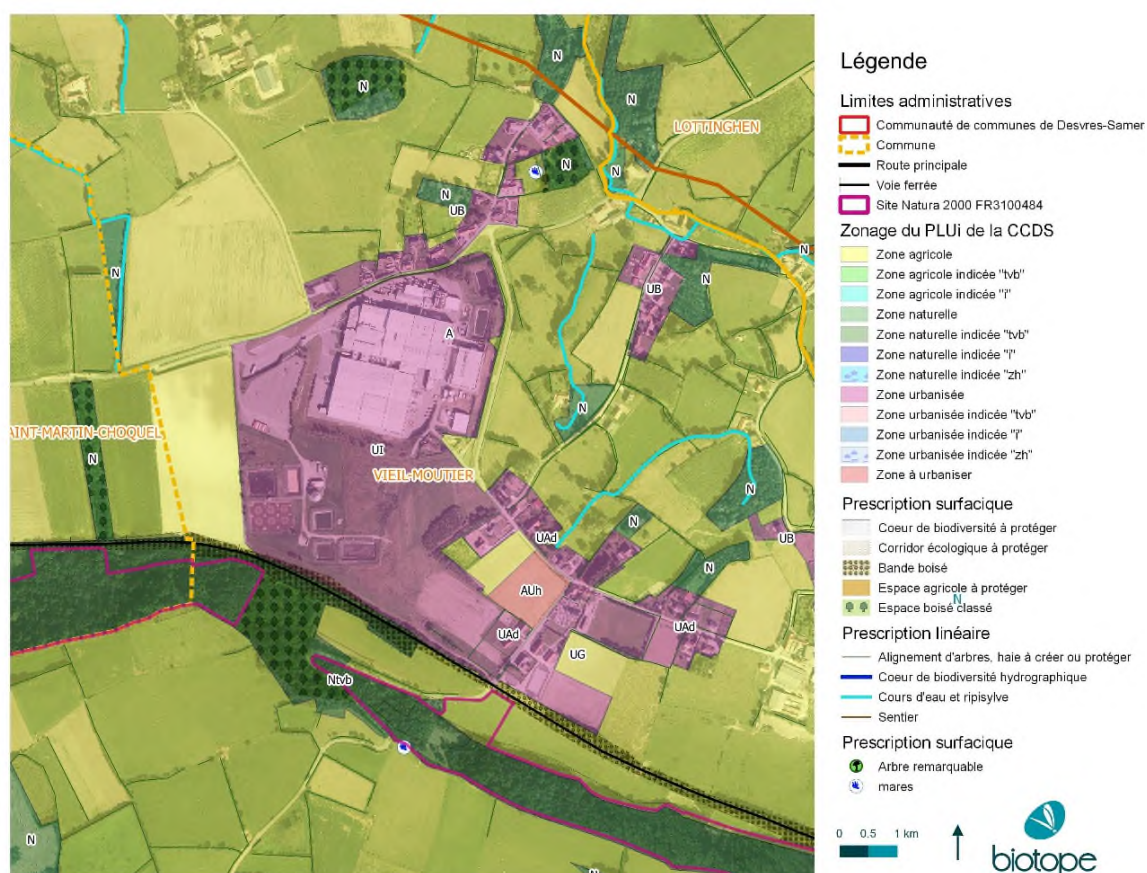 N
N
LOTTINGHEN
N
N
N
UB
N
N
N
UB
A
N
UI
VIEIL-MOUTIER
AINT-MARTIN-CHOQUEL
N
N
UAd
N
UB
AUh
N
UAd
UAd
UG
Ntvb
N
N
Légende
Limites administratives
Communauté de communes de Desvres-Samer
Commune
Route principale
Voie ferrée
Site Natura 2000 FR3100484
Zonage du PLUi de la CCDS
Zone agricole
Zone agricole indicée "tvb"
Zone agricole indicée "i"
Zone naturelle
Zone naturelle indicée "tvb"
Zone naturelle indicée "i"
Zone naturelle indicée "zh"
Zone urbanisée
Zone urbanisée indicée "tvb"
Zone urbanisée indicée "i"
Zone urbanisée indicée "zh"
Zone à urbaniser
Prescription surfacique
Coeur de biodiversité à protéger
Corridor écologique à protéger
Bande boisé
Espace agricole à protéger
N
Espace boisé classé
Prescription linéaire
Alignement d'arbres, haie à créer ou protéger
Coeur de biodiversité hydrographique
Cours d'eau et ripisylve
Sentier
Prescription surfacique
Arbre remarquable
mares
0 0.5 1 km
biotope